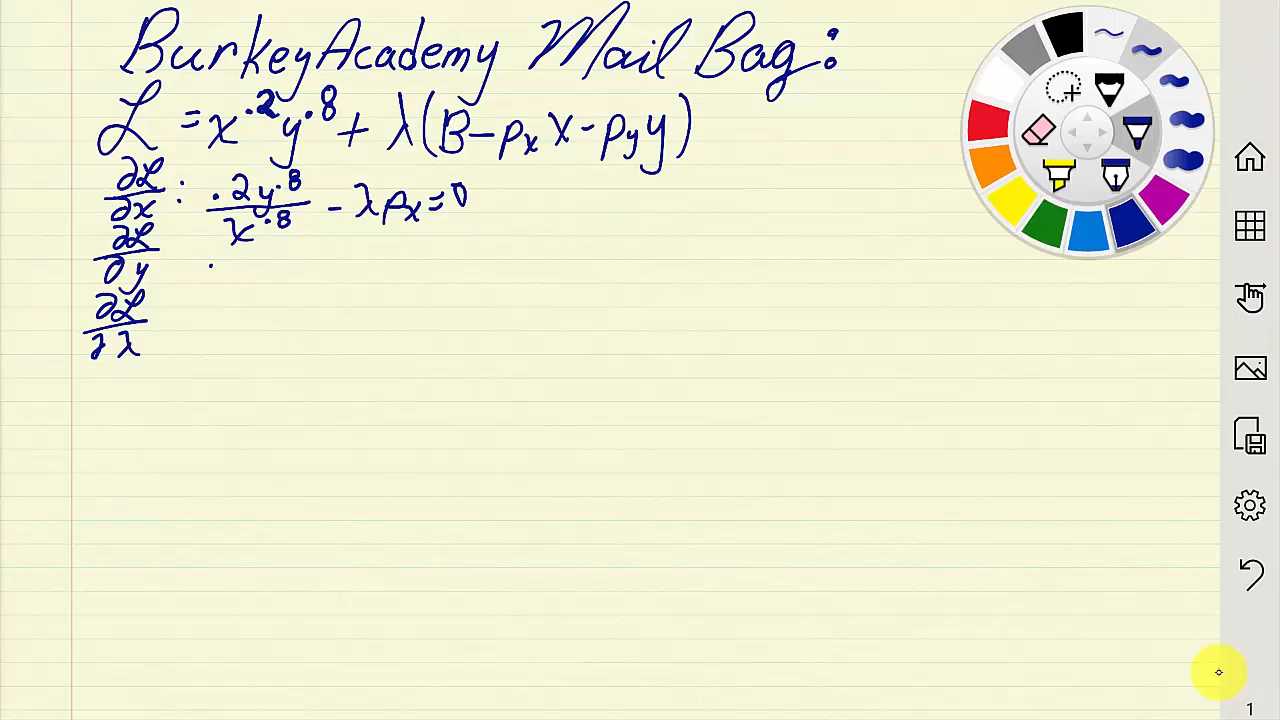 BurkeyAcademy Mail Bag:
ℒ = x^.2 y^.8 + λ(B - p_x x - p_y y)
∂ℒ/∂x : .2y^.8/x^.8 - λp_x = 0
∂ℒ/∂y .
∂ℒ/∂λ
1